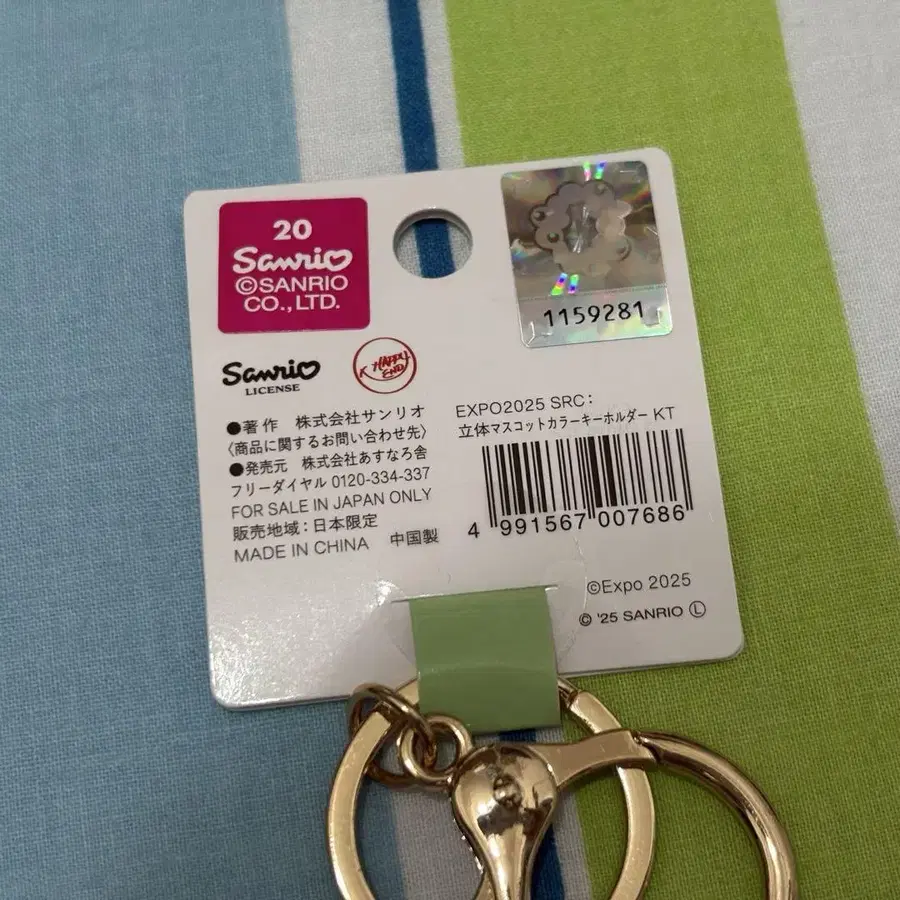 20
Sanrio
©SANRIO
CO.,LTD.
1159281
Sanrio
LICENSE
HAPPY
END
●著作 株式会社サンリオ
〈商品に関するお問い合わせ先〉
●発売元 株式会社あすなろ舎
フリーダイヤル 0120-334-337
FOR SALE IN JAPAN ONLY
販売地域:日本限定
MADE IN CHINA 中国製
EXPO2025 SRC:
立体マスコットカラーキーホルダー KT
4 991567 007686
©Expo 2025
© '25 SANRIO Ⓛ